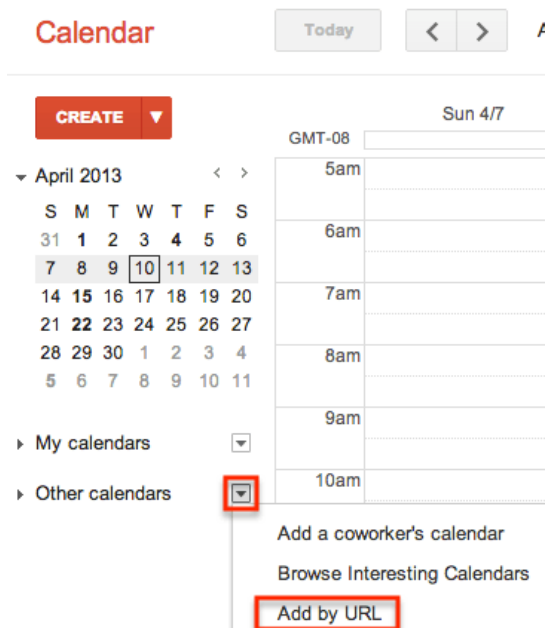 Calendar
Today < > A
CREATE
Sun 4/7
GMT-08
April 2013 < >
S M T W T F S
31 1 2 3 4 5 6
7 8 9 10 11 12 13
14 15 16 17 18 19 20
21 22 23 24 25 26 27
28 29 30 1 2 3 4
5 6 7 8 9 10 11
My calendars
Other calendars
5am
6am
7am
8am
9am
10am
Add a coworker's calendar
Browse Interesting Calendars
Add by URL